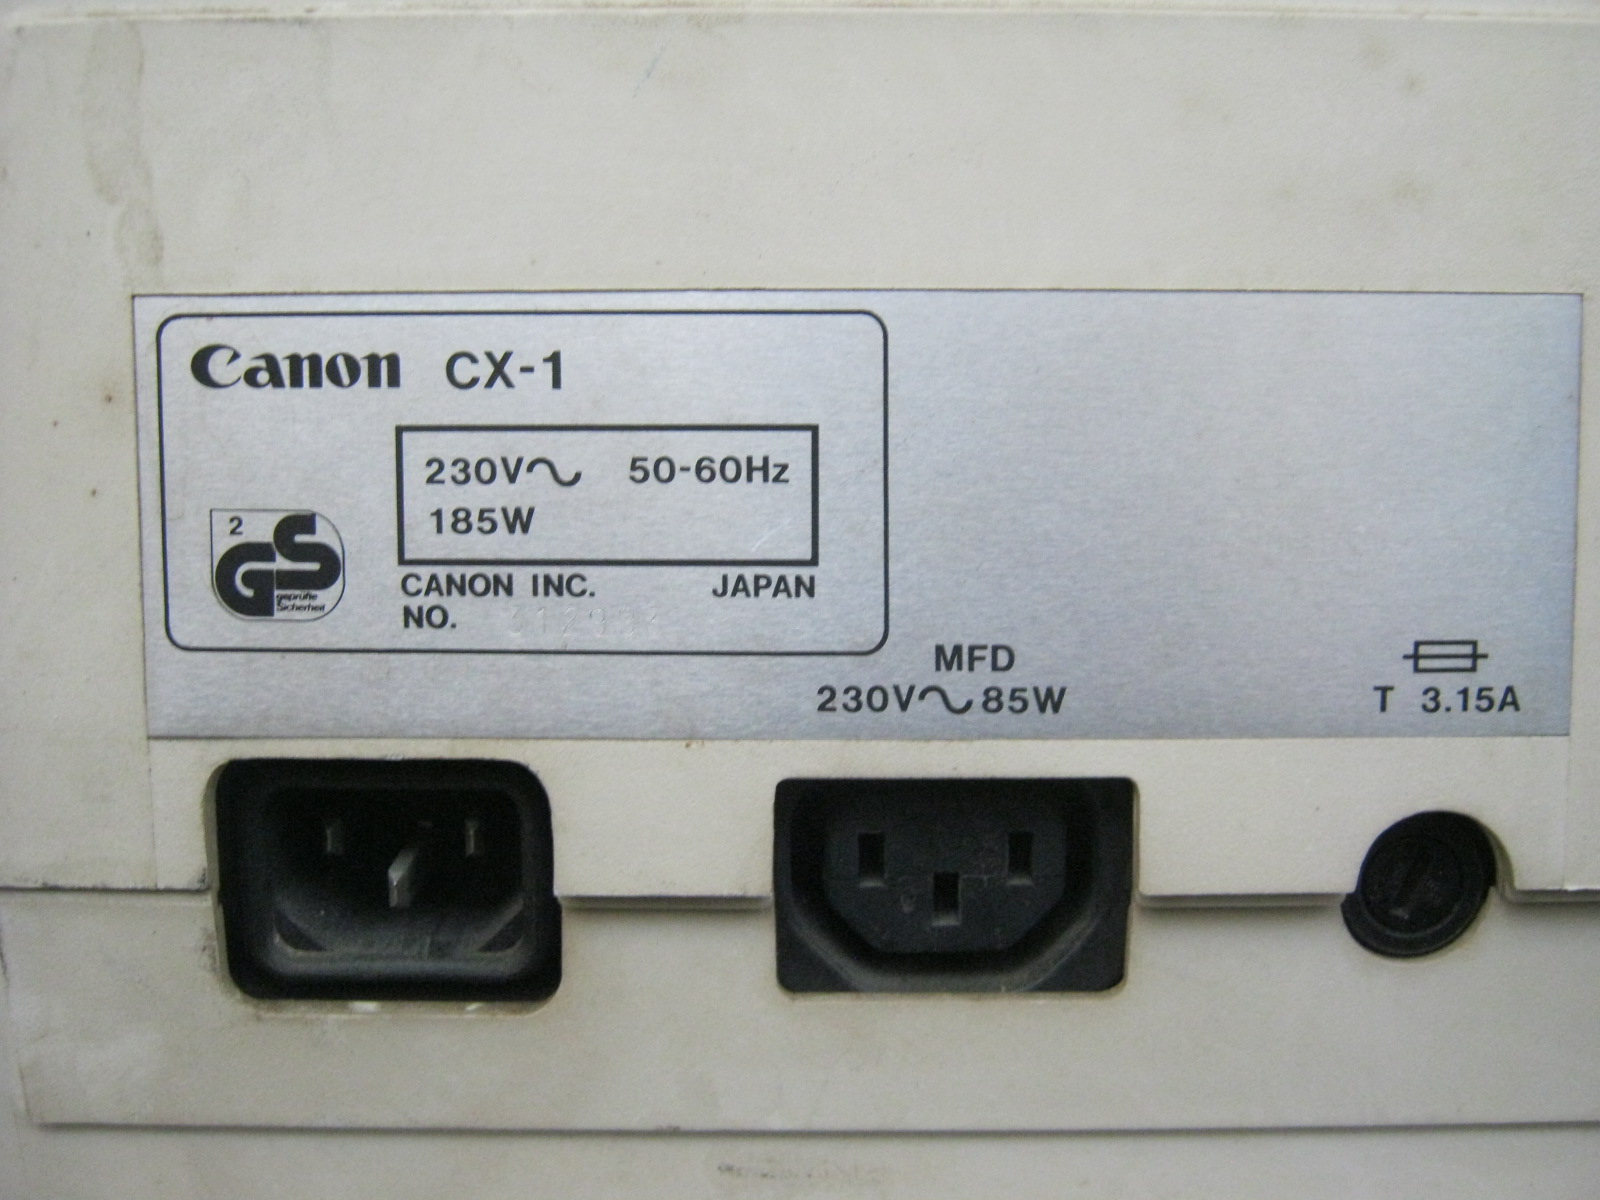 Canon CX-1
230V~ 50-60Hz
185W
2
GS
geprüfte
Sicherheit
CANON INC. JAPAN
NO.
MFD
230V~85W
T 3.15A